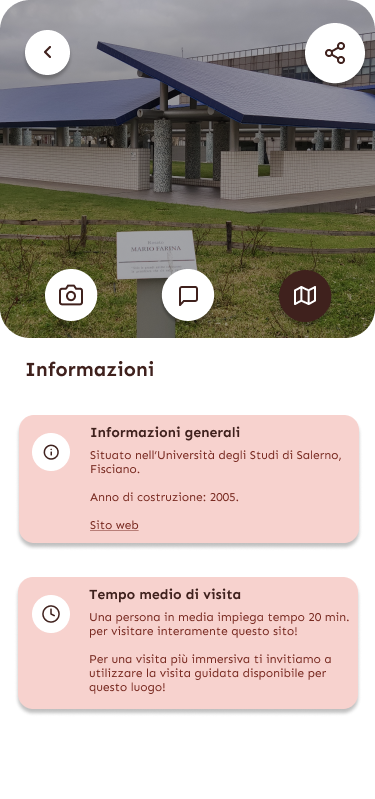 MARIO FARINA
Informazioni
Informazioni generali
Situato nell’Università degli Studi di Salerno,
Fisciano.
Anno di costruzione: 2005.
Sito web
Tempo medio di visita
Una persona in media impiega tempo 20 min.
per visitare interamente questo sito!
Per una visita più immersiva ti invitiamo a
utilizzare la visita guidata disponibile per
questo luogo!